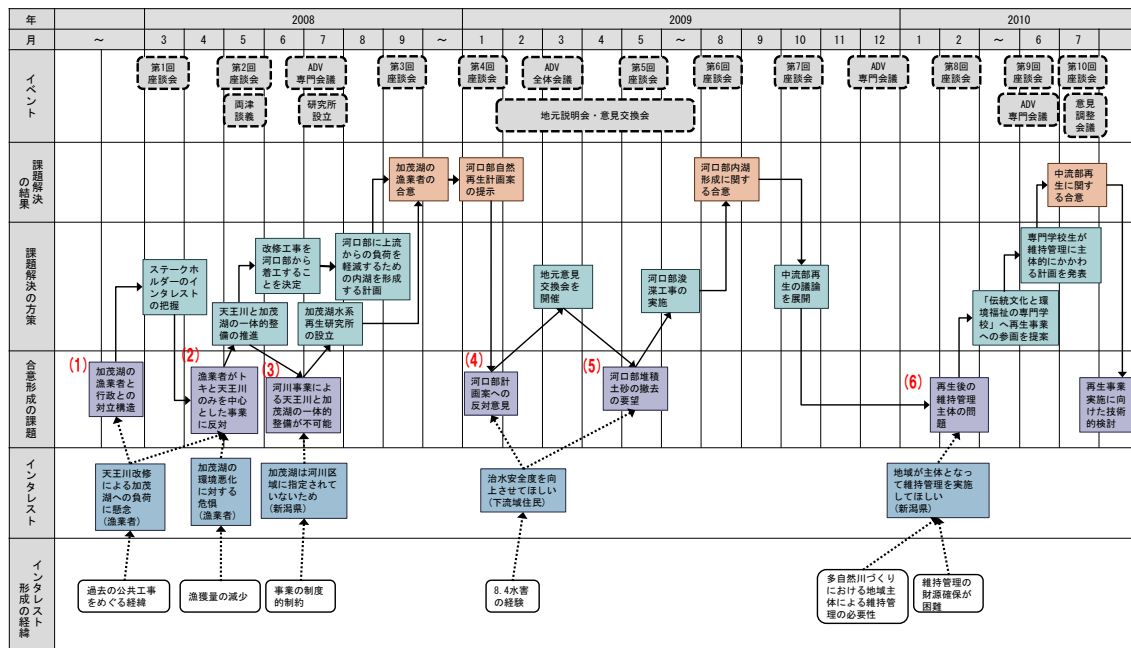 年
2008
2009
2010
月
～
3
4
5
6
7
8
9
～
1
2
3
4
5
～
8
9
10
11
12
1
2
～
6
7
イベント
第1回
座談会
第2回
座談会
ADV
専門会議
第3回
座談会
第4回
座談会
ADV
全体会議
第5回
座談会
第6回
座談会
第7回
座談会
ADV
専門会議
第8回
座談会
第9回
座談会
第10回
座談会
両津
談義
研究所
設立
地元説明会・意見交換会
ADV
専門会議
意見
調整
会議
課題解決
の結果
加茂湖の
漁業者の
合意
河口部自然
再生計画案
の提示
河口部内湖
形成に関す
る合意
中流部再
生に関す
る合意
課題解決の方策
ステークホ
ルダーのイ
ンタレスト
の把握
改修工事を
河口部から
着工するこ
とを決定
河口部に上流
からの負荷を
軽減するため
の内湖を形成
する計画
天王川と加茂
湖の一体的整
備の推進
加茂湖水系
再生研究所
の設立
地元意見
交換会を
開催
河口部浚
渫工事の
実施
中流部再
生の議論
を展開
専門学校生が
維持管理に主
体的にかかわ
る計画を発表
「伝統文化と環
境福祉の専門学
校」へ再生事業
への参画を提案
合意形成の課題
(1)
加茂湖の
漁業者と
行政との
対立構造
(2)
漁業者がト
キと天王川
のみを中心
とした事業
に反対
(3)
河川事業によ
る天王川と加
茂湖の一体的
整備が不可能
(4)
河口部計
画案への
反対意見
(5)
河口部堆積
土砂の撤去
の要望
(6)
再生後の
維持管理
主体の問
題
再生事業
実施に向
けた技術
的検討
インタレスト
天王川改修
による加茂
湖への負荷
に懸念
(漁業者)
加茂湖の
環境悪化
に対する
危惧
(漁業者)
加茂湖は河川区
域に指定されて
いないため
(新潟県)
治水安全度を向
上させてほしい
(下流域住民)
地域が主体となっ
て維持管理を実施
してほしい
(新潟県)
インタレスト
形成の経緯
過去の公共工事
をめぐる経緯
漁獲量の減少
事業の制度的
制約
8.4水害
の経験
多自然川づくり
における地域主
体による維持管
理の必要性
維持管理の
財源確保が
困難